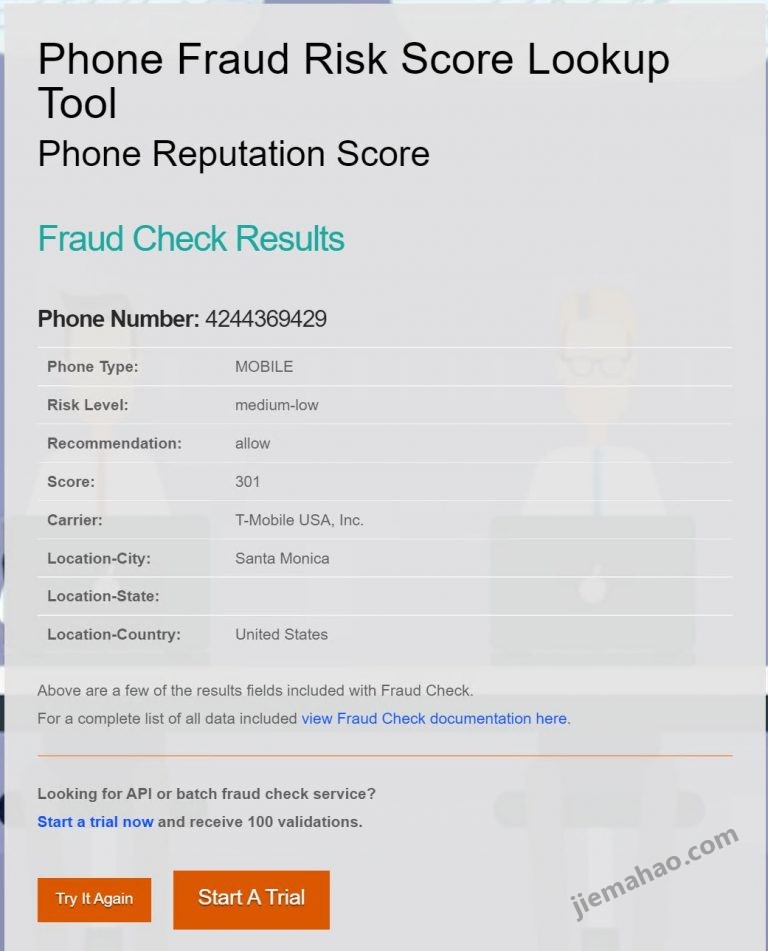 Phone Fraud Risk Score Lookup
Tool
Phone Reputation Score
Fraud Check Results
Phone Number: 4244369429
Phone Type: MOBILE
Risk Level: medium-low
Recommendation: allow
Score: 301
Carrier: T-Mobile USA, Inc.
Location-City: Santa Monica
Location-State:
Location-Country: United States
Above are a few of the results fields included with Fraud Check.
For a complete list of all data included view Fraud Check documentation here.
Looking for API or batch fraud check service?
Start a trial now and receive 100 validations.
Try It Again Start A Trial
jiemahao.com